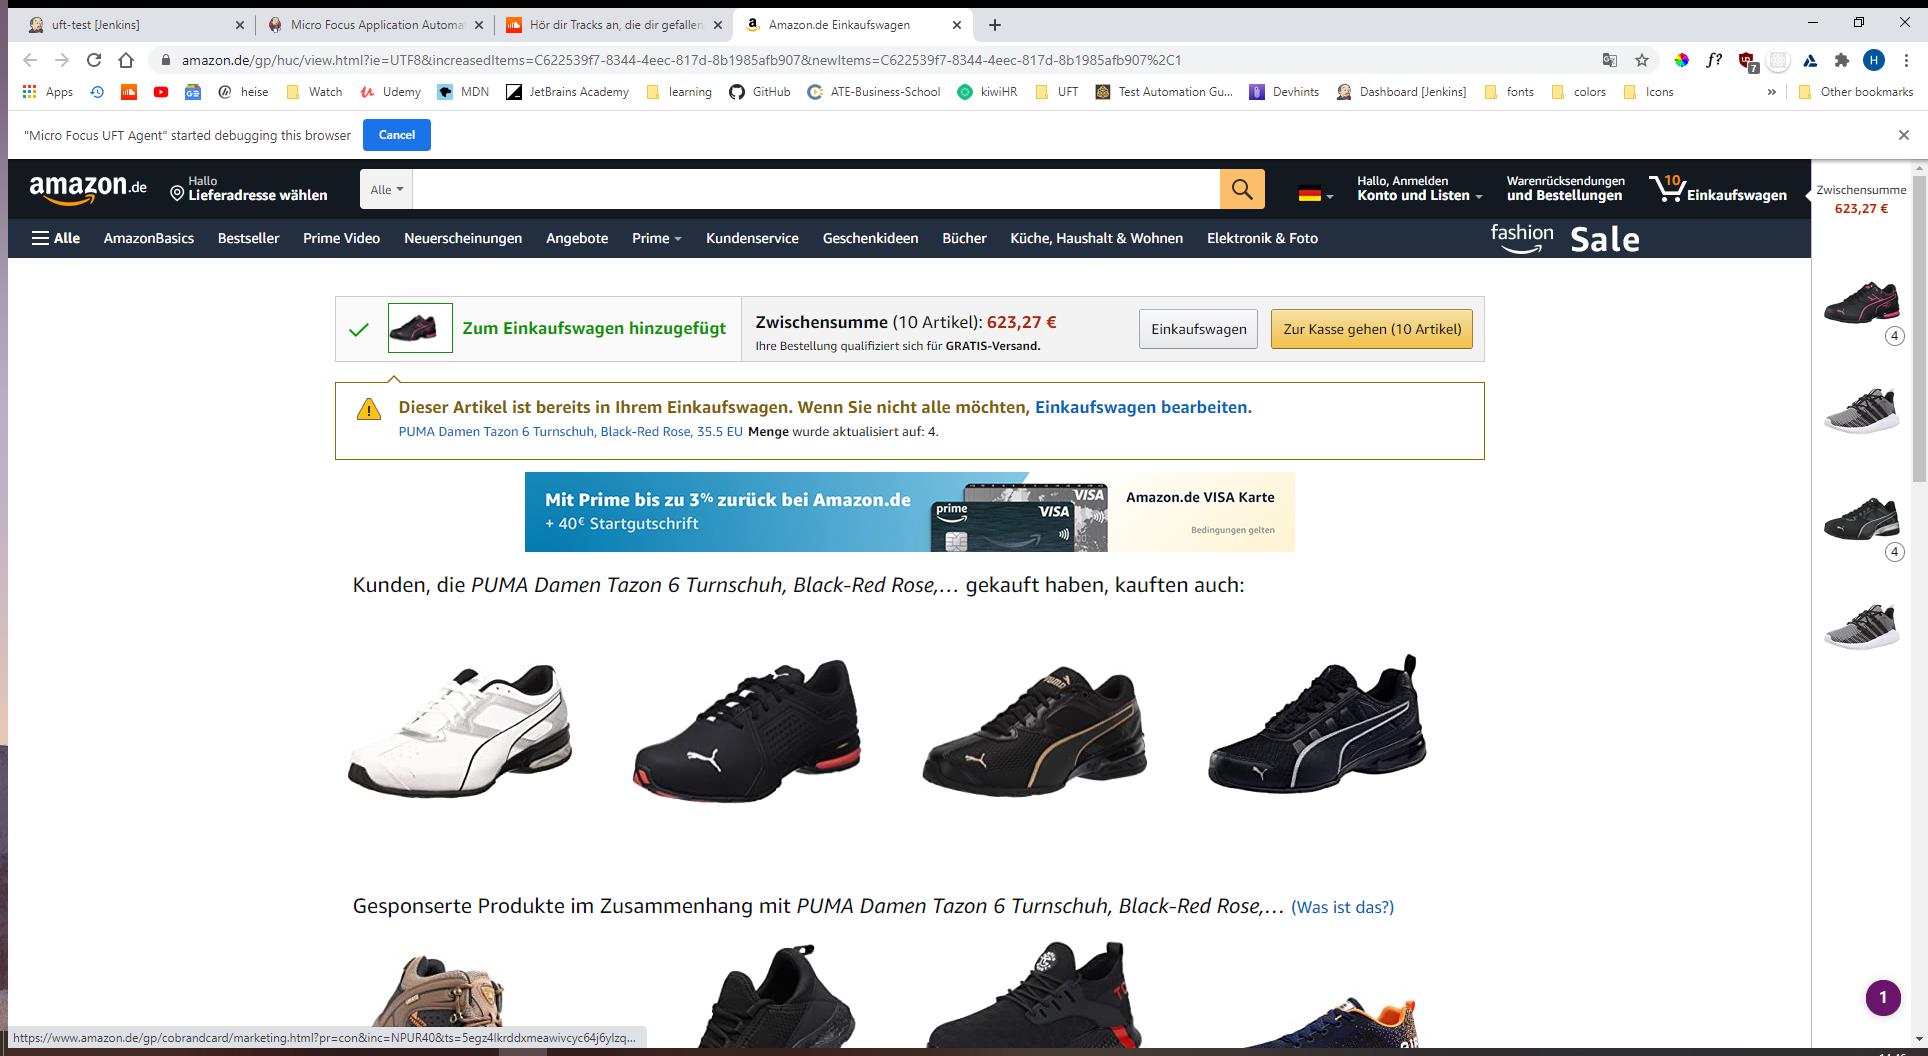 uft-test [Jenkins]
Micro Focus Application Automa
Hör dir Tracks an, die dir gefallen
Amazon.de Einkaufswagen
amazon.de/gp/huc/view.html?ie=UTF8&increasedItems=C622539f7-8344-4eec-817d-8b1985afb907&newItems=C622539f7-8344-4eec-817d-8b1985afb907%2C1
f?
7
H
Apps
heise
Watch
Udemy
MDN
JetBrains Academy
learning
GitHub
ATE-Business-School
kiwiHR
UFT
Test Automation Gu...
Devhints
Dashboard [Jenkins]
fonts
colors
Icons
»
Other bookmarks
"Micro Focus UFT Agent" started debugging this browser
Cancel
amazon.de
Hallo
Lieferadresse wählen
Alle
Hallo, Anmelden
Konto und Listen
Warenrücksendungen
und Bestellungen
10
Einkaufswagen
Zwischensumme
623,27 €
Alle
AmazonBasics
Bestseller
Prime Video
Neuerscheinungen
Angebote
Prime
Kundenservice
Geschenkideen
Bücher
Küche, Haushalt & Wohnen
Elektronik & Foto
fashion Sale
Zum Einkaufswagen hinzugefügt
Zwischensumme (10 Artikel): 623,27 €
Ihre Bestellung qualifiziert sich für GRATIS-Versand.
Einkaufswagen
Zur Kasse gehen (10 Artikel)
4
Dieser Artikel ist bereits in Ihrem Einkaufswagen. Wenn Sie nicht alle möchten, Einkaufswagen bearbeiten.
PUMA Damen Tazon 6 Turnschuh, Black-Red Rose, 35.5 EU Menge wurde aktualisiert auf: 4.
Mit Prime bis zu 3% zurück bei Amazon.de
+ 40€ Startgutschrift
prime
VISA
VISA
Amazon.de VISA Karte
Bedingungen gelten
4
Kunden, die PUMA Damen Tazon 6 Turnschuh, Black-Red Rose,… gekauft haben, kauften auch:
Gesponserte Produkte im Zusammenhang mit PUMA Damen Tazon 6 Turnschuh, Black-Red Rose,… (Was ist das?)
1
https://www.amazon.de/gp/cobrandcard/marketing.html?pr=con&inc=NPUR40&ts=5egz4lkrddxmeawivcyc64j6ylzq...